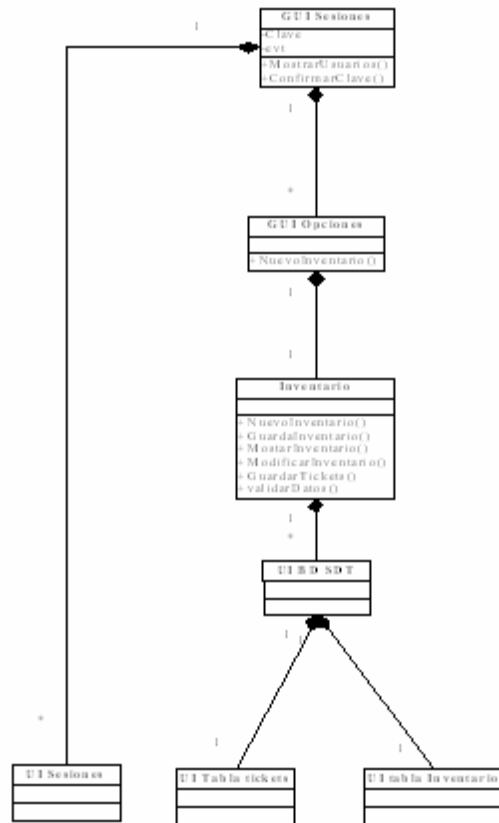 GUI Sesiones
-Clave
-evt
+MostrarUsuarios()
+ConfirmarClave()
1
1
*
GUI Opciones
+NuevoInventario()
1
1
Inventario
+NuevoInventario()
+GuardaInventario()
+MostarInventario()
+ModificarInventario()
+GuardarTickets()
+validarDatos()
1
*
UI BD SDT
1
1
1
1
*
UI Sesiones
UI Tabla tickets
UI tabla Inventario